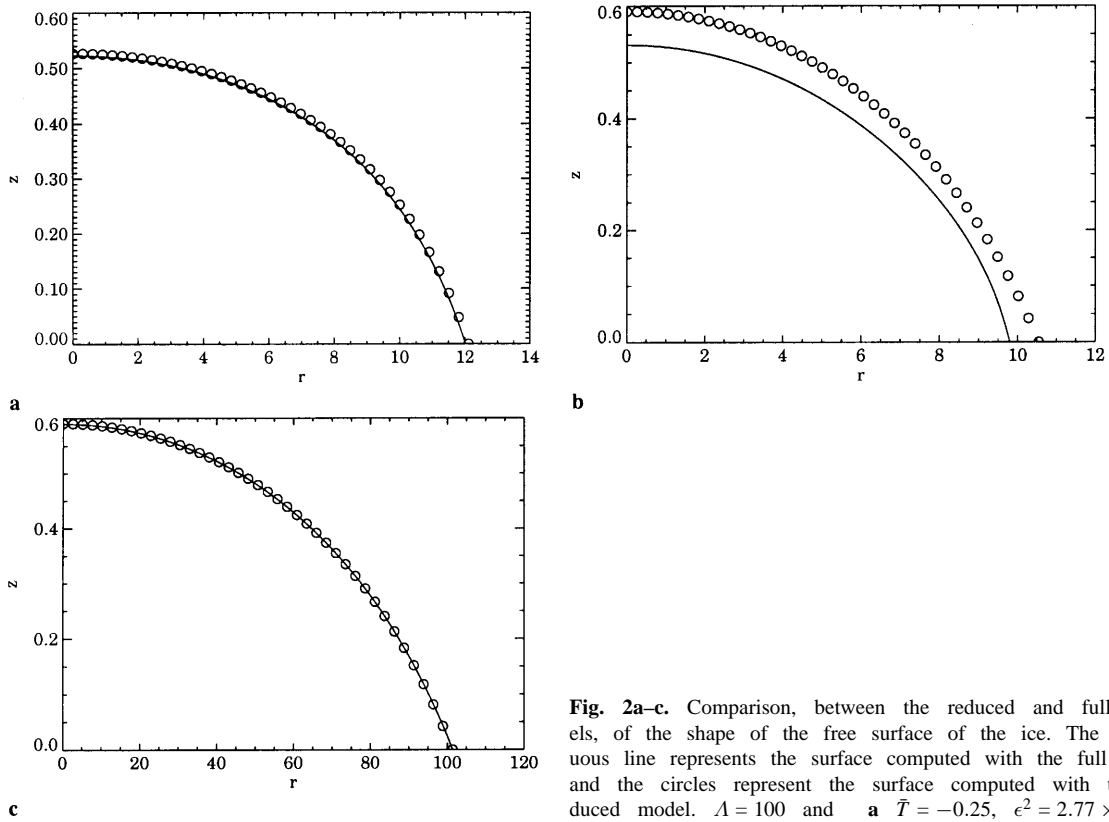 0.60
0.50
0.40
0.30
0.20
0.10
0.00
z
0 2 4 6 8 10 12 14
r
a
0.6
0.4
0.2
0.0
z
0 2 4 6 8 10 12
r
b
0.6
0.4
0.2
0.0
z
0 20 40 60 80 100 120
r
c
Fig. 2a–c. Comparison, between the reduced and full
els, of the shape of the free surface of the ice. The
uous line represents the surface computed with the full
and the circles represent the surface computed with
duced model. Λ = 100 and a T̄ = −0.25, ϵ² = 2.77 ×